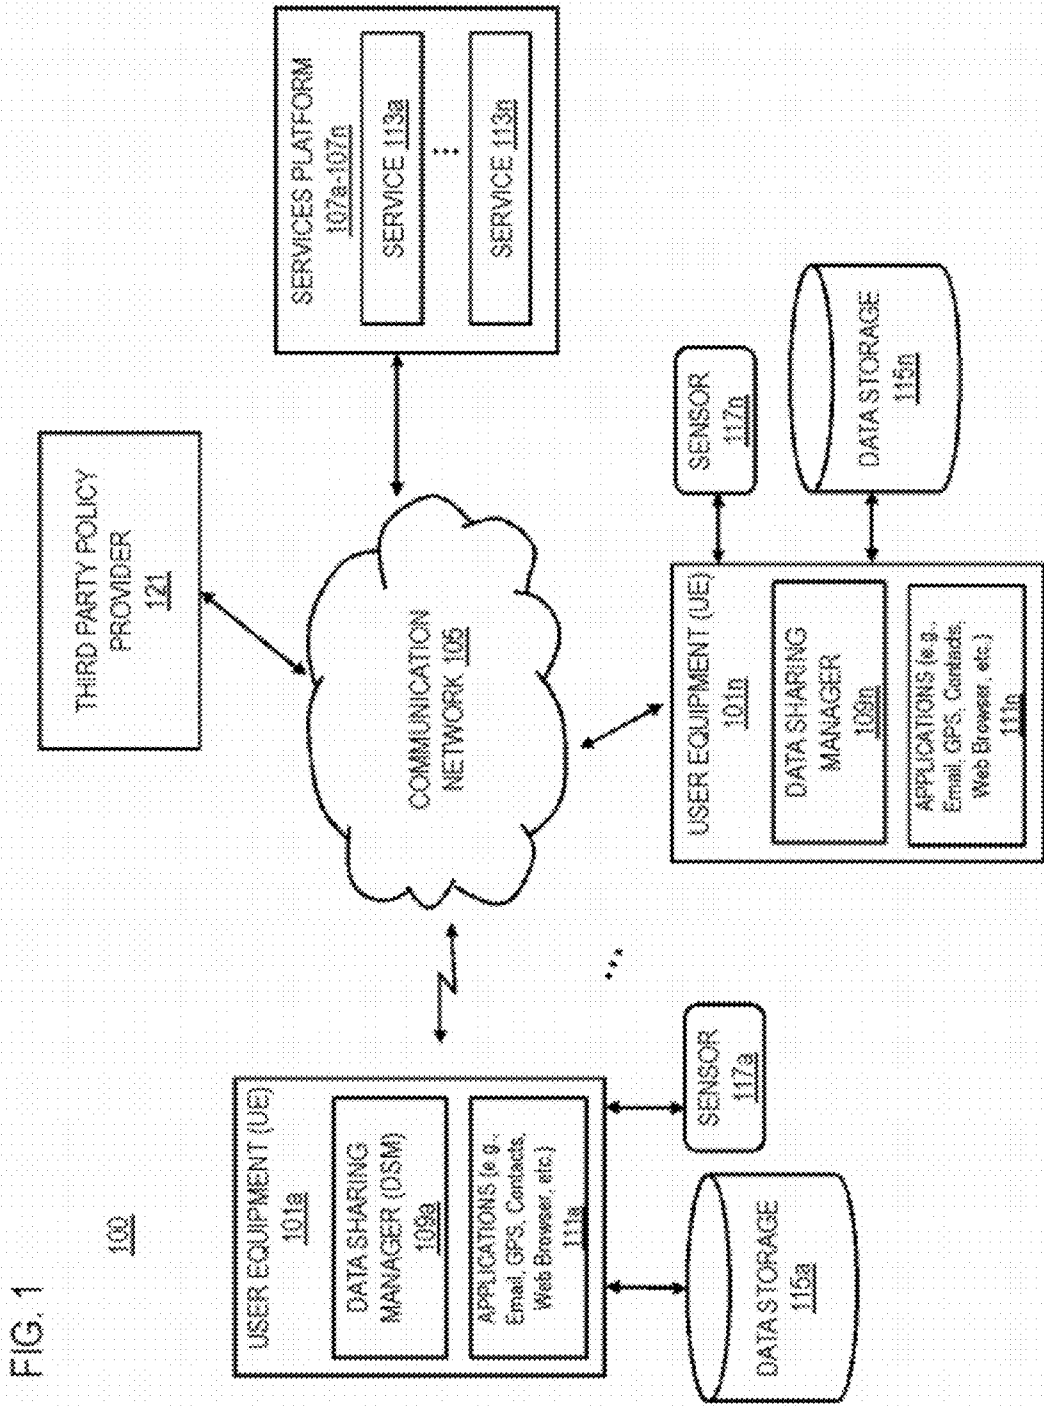 FIG. 1
100
THIRD PARTY POLICY
PROVIDER
121
SERVICES PLATFORM
107a-107n
SERVICE 113a
SERVICE 113n
COMMUNICATION
NETWORK 105
USER EQUIPMENT (UE)
101a
DATA SHARING
MANAGER (DSM)
109a
APPLICATIONS (e.g.,
Email, GPS, Contacts,
Web Browser, etc.)
111a
SENSOR
117a
DATA STORAGE
115a
USER EQUIPMENT (UE)
101n
DATA SHARING
MANAGER
109n
APPLICATIONS (e.g.,
Email, GPS, Contacts,
Web Browser, etc.)
111n
SENSOR
117n
DATA STORAGE
115n